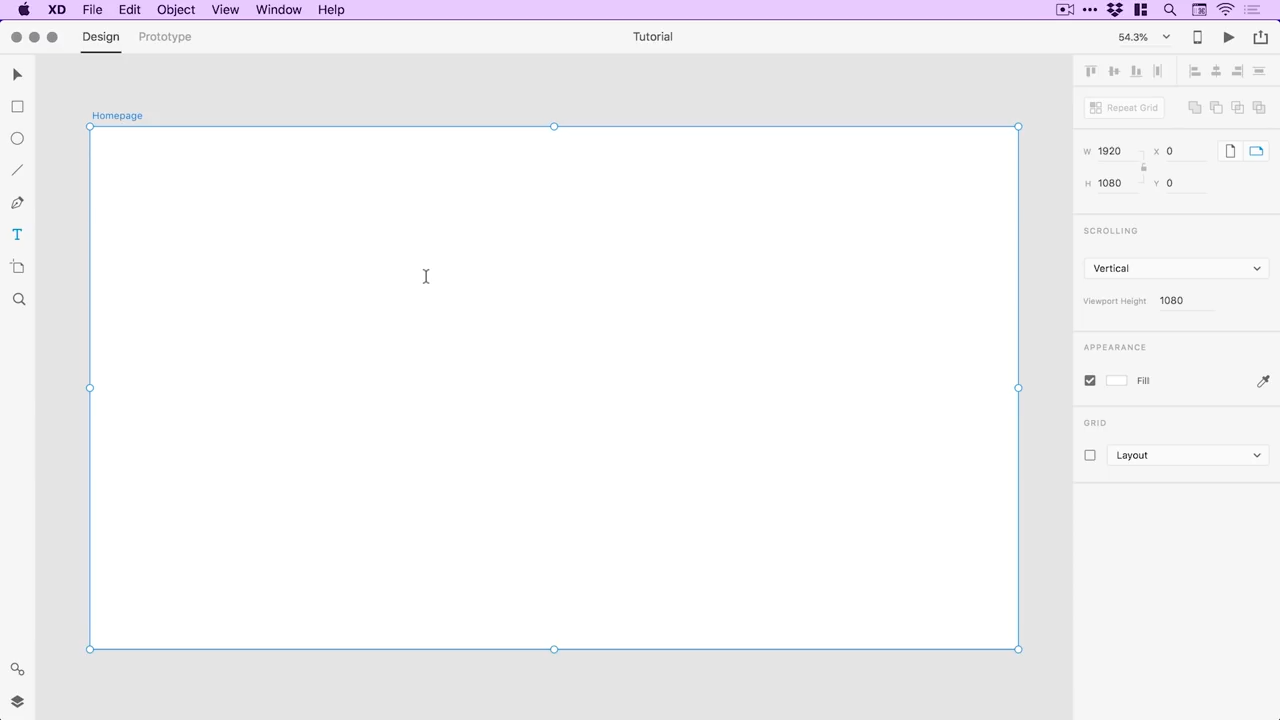 XD File Edit Object View Window Help
Design Prototype Tutorial 54.3%
Homepage
Repeat Grid
W 1920 X 0
H 1080 Y 0
SCROLLING
Vertical
Viewport Height 1080
APPEARANCE
Fill
GRID
Layout
T